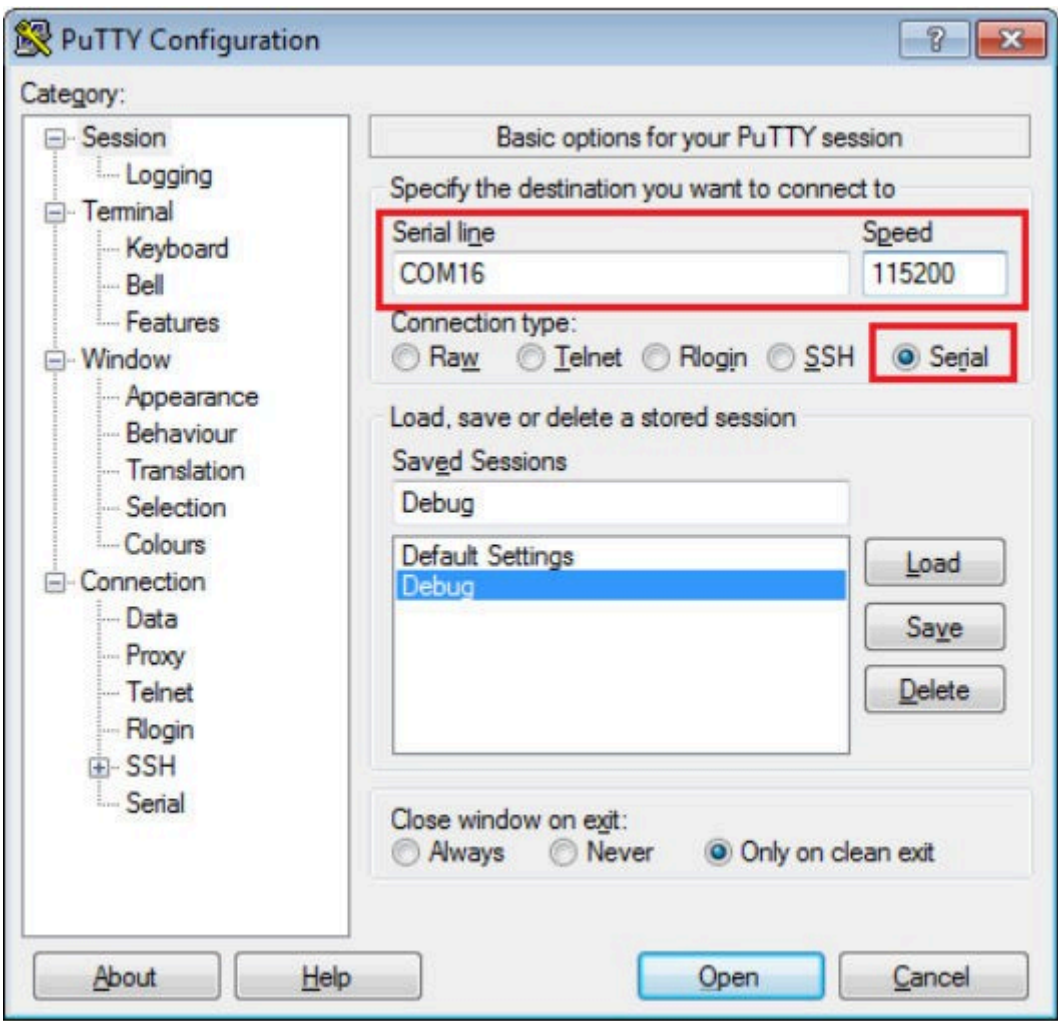 PuTTY Configuration
?
Category:
Session
Logging
Terminal
Keyboard
Bell
Features
Window
Appearance
Behaviour
Translation
Selection
Colours
Connection
Data
Proxy
Telnet
Rlogin
SSH
Serial
Basic options for your PuTTY session
Specify the destination you want to connect to
Serial line Speed
COM16 115200
Connection type:
Raw Telnet Rlogin SSH Serial
Load, save or delete a stored session
Saved Sessions
Debug
Default Settings
Debug
Load
Save
Delete
Close window on exit:
Always Never Only on clean exit
About Help Open Cancel